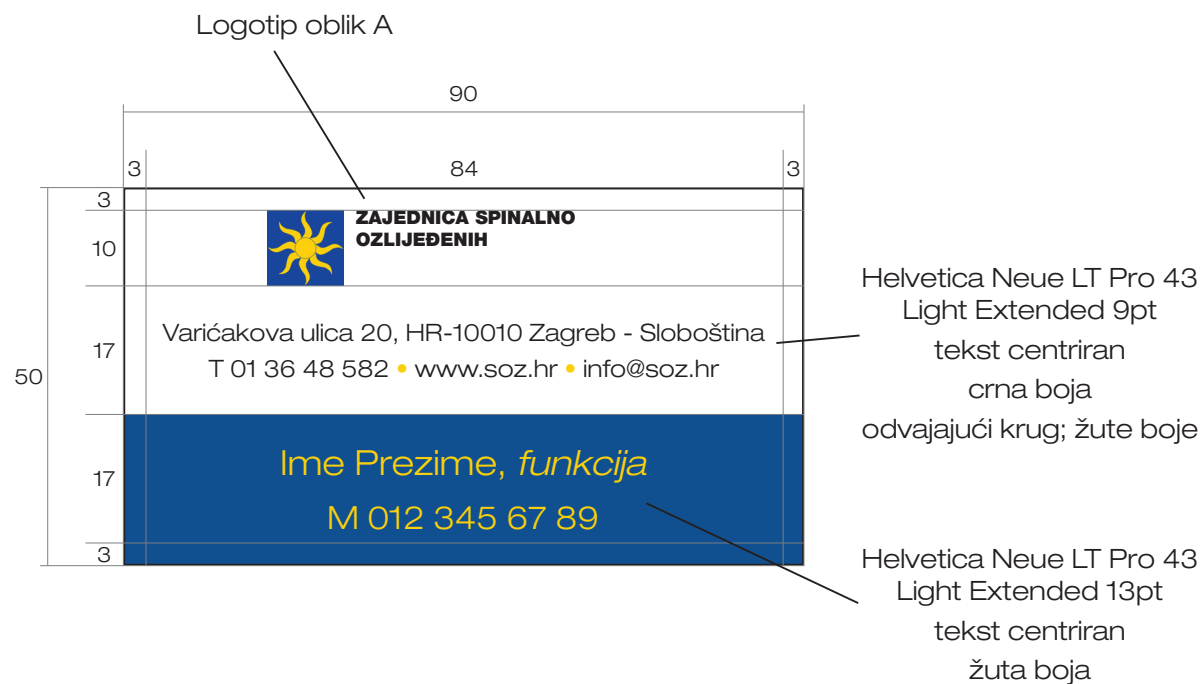 Logotip oblik A
90
3
84
3
3
ZAJEDNICA SPINALNO
OZLIJEĐENIH
10
Helvetica Neue LT Pro 43
Light Extended 9pt
tekst centriran
crna boja
odvajajući krug; žute boje
Varićakova ulica 20, HR-10010 Zagreb - Sloboština
T 01 36 48 582 • www.soz.hr • info@soz.hr
17
50
Ime Prezime, funkcija
M 012 345 67 89
17
3
Helvetica Neue LT Pro 43
Light Extended 13pt
tekst centriran
žuta boja